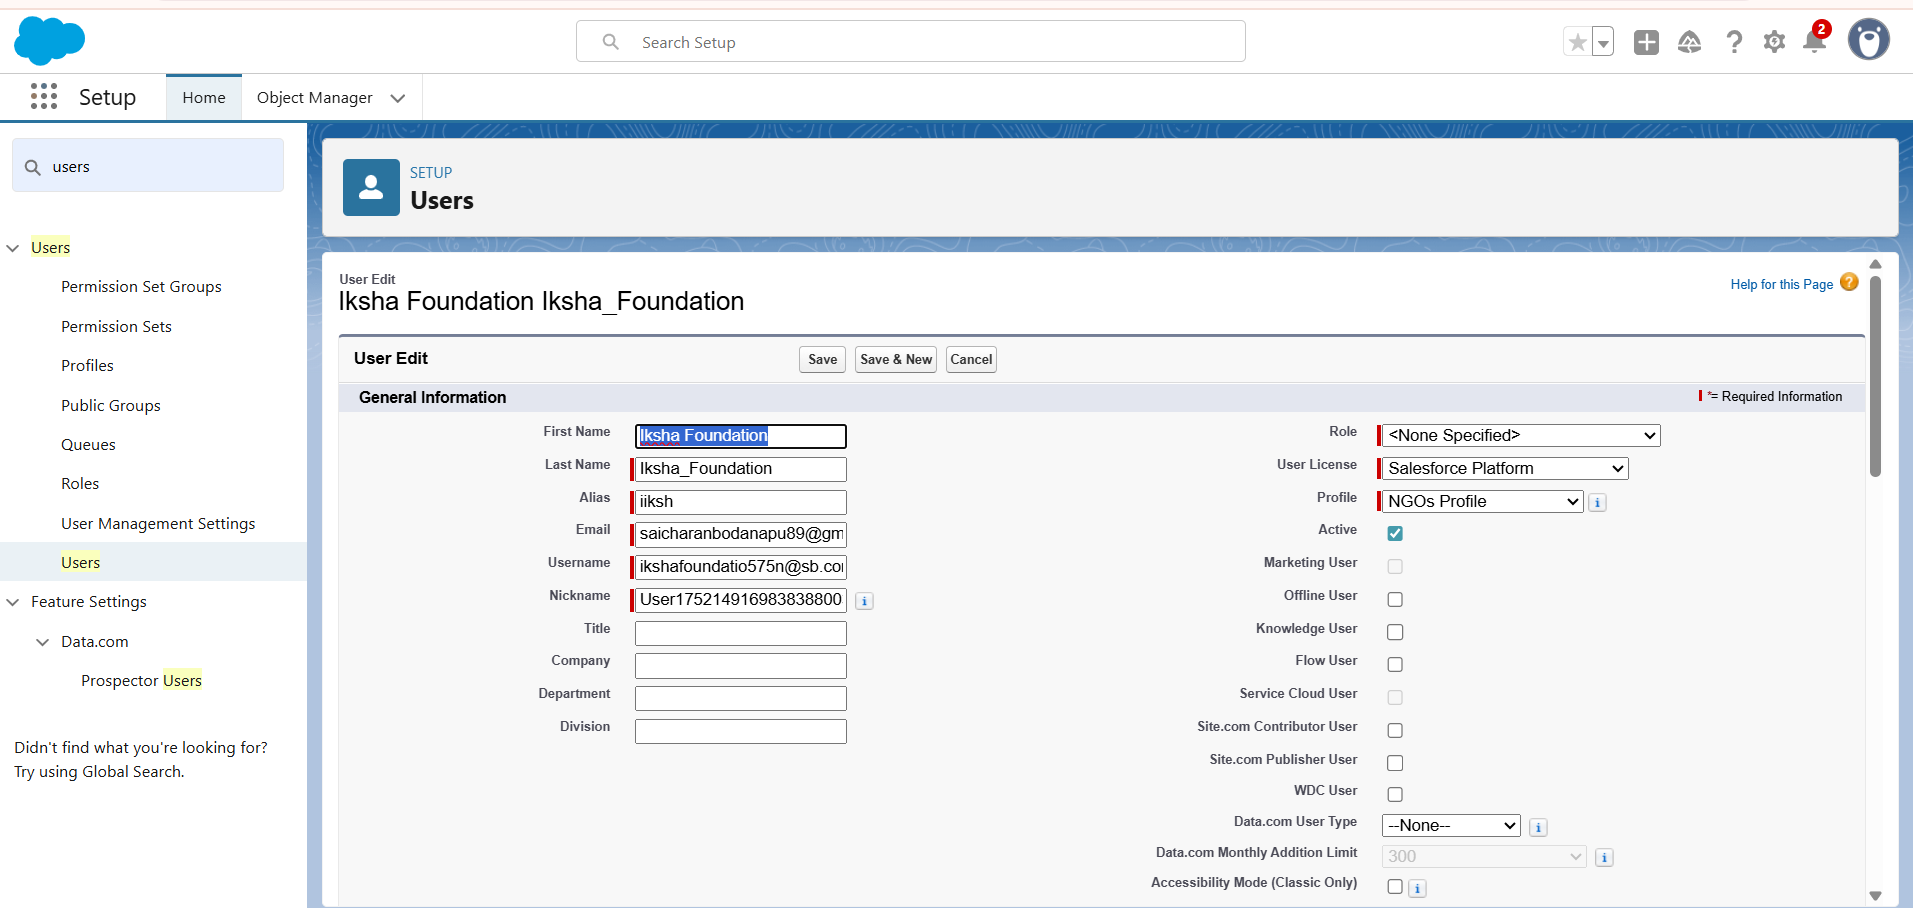 Search Setup
2
Setup
Home
Object Manager
users
Users
Permission Set Groups
Permission Sets
Profiles
Public Groups
Queues
Roles
User Management Settings
Users
Feature Settings
Data.com
Prospector Users
Didn't find what you're looking for?
Try using Global Search.
SETUP
Users
User Edit
Iksha Foundation Iksha_Foundation
Help for this Page
User Edit
Save
Save & New
Cancel
General Information
*= Required Information
First Name Iksha Foundation
Last Name Iksha_Foundation
Alias iiksh
Email saicharanbodanapu89@gm
Username ikshafoundatio575n@sb.co
Nickname User175214916983838800
Title
Company
Department
Division
Role <None Specified>
User License Salesforce Platform
Profile NGOs Profile
Active
Marketing User
Offline User
Knowledge User
Flow User
Service Cloud User
Site.com Contributor User
Site.com Publisher User
WDC User
Data.com User Type --None--
Data.com Monthly Addition Limit 300
Accessibility Mode (Classic Only)